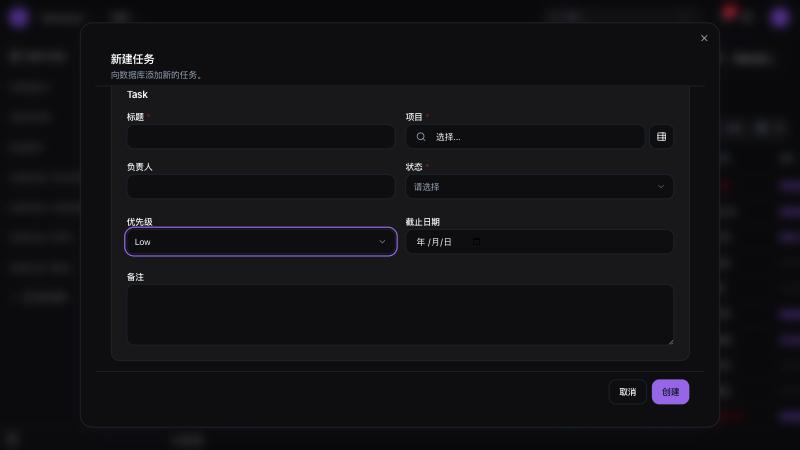 新建任务
向数据库添加新的任务。
Task
标题 *
项目 *
选择...
负责人
状态 *
请选择
优先级
截止日期
Low
年 /月/日
备注
取消
创建